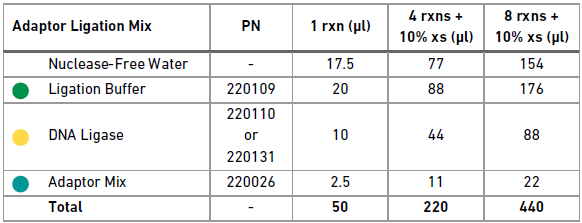 Adaptor Ligation Mix PN 1 rxn (μl) 4 rxns + 10% xs (μl) 8 rxns + 10% xs (μl)
Nuclease-Free Water - 17.5 77 154
Ligation Buffer 220109 20 88 176
DNA Ligase 220110 or 220131 10 44 88
Adaptor Mix 220026 2.5 11 22
Total - 50 220 440